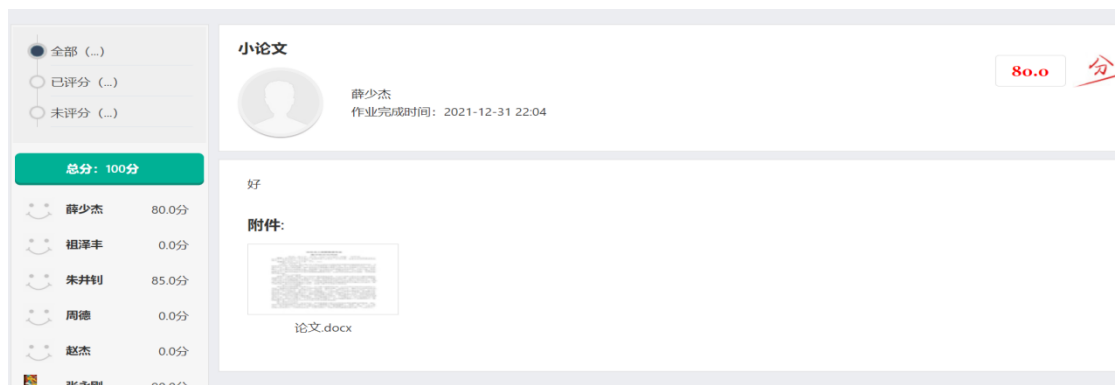 全部 (...)
已评分 (...)
未评分 (...)
总分：100分
薛少杰 80.0分
祖泽丰 0.0分
朱井钊 85.0分
周德 0.0分
赵杰 0.0分
小论文
薛少杰
作业完成时间：2021-12-31 22:04
80.0 分
好
附件:
论文.docx